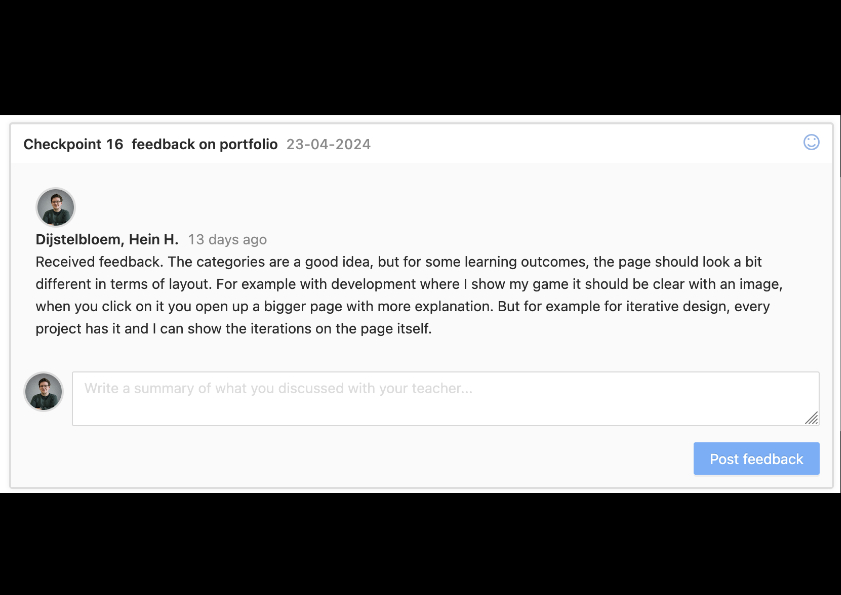 Checkpoint 16 feedback on portfolio 23-04-2024
Dijstelbloem, Hein H. 13 days ago
Received feedback. The categories are a good idea, but for some learning outcomes, the page should look a bit
different in terms of layout. For example with development where I show my game it should be clear with an image,
when you click on it you open up a bigger page with more explanation. But for example for iterative design, every
project has it and I can show the iterations on the page itself.
Write a summary of what you discussed with your teacher...
Post feedback